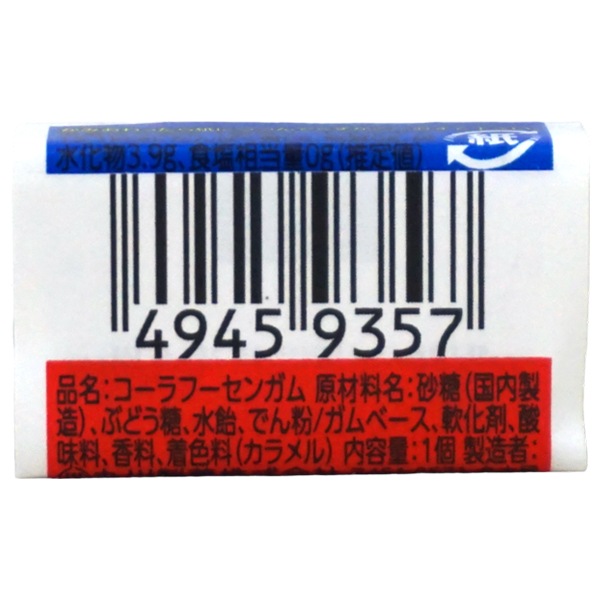 水化物3.9g、食塩相当量0g(推定値)
紙
4945 9357
品名:コーラフーセンガム 原材料名:砂糖(国内製
造)、ぶどう糖、水飴、でん粉/ガムベース、軟化剤、酸
味料、香料、着色料(カラメル) 内容量:1個 製造者: